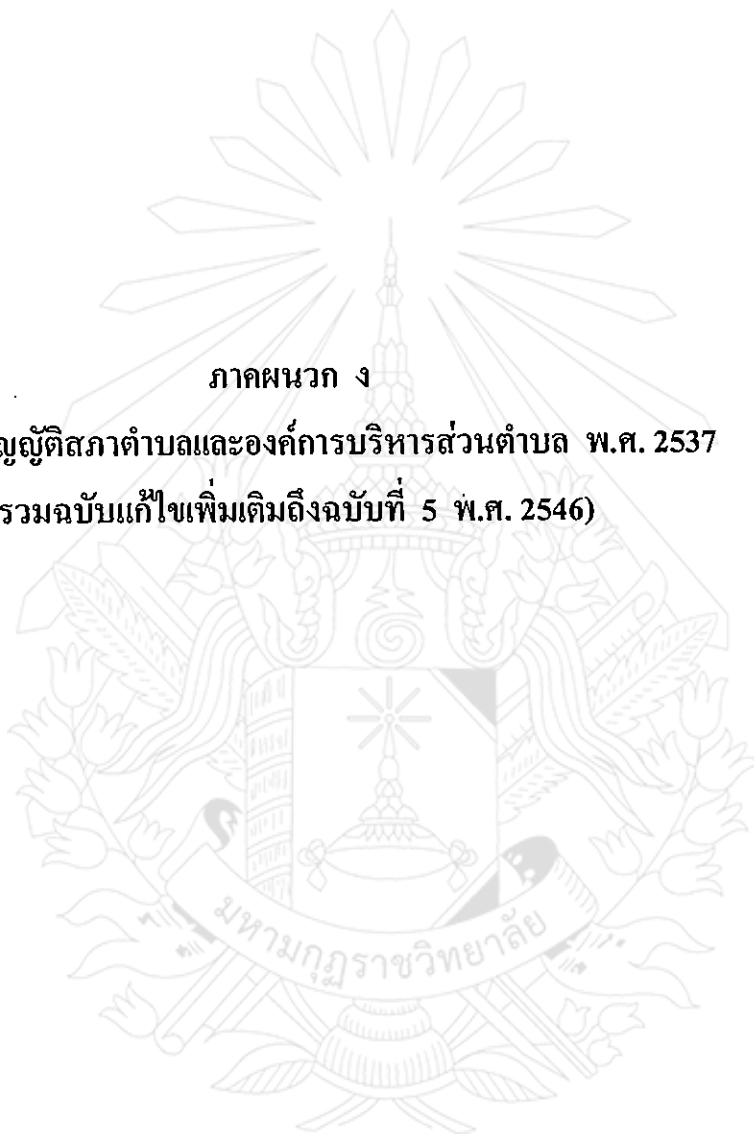 ภาคผนวก ง
ญญัติสภาตำบลและองค์การบริหารส่วนตำบล พ.ศ. 2537
รวมฉบับแก้ไขเพิ่มเติมถึงฉบับที่ 5 พ.ศ. 2546)
มหามกุฏราชวิทยาลัย